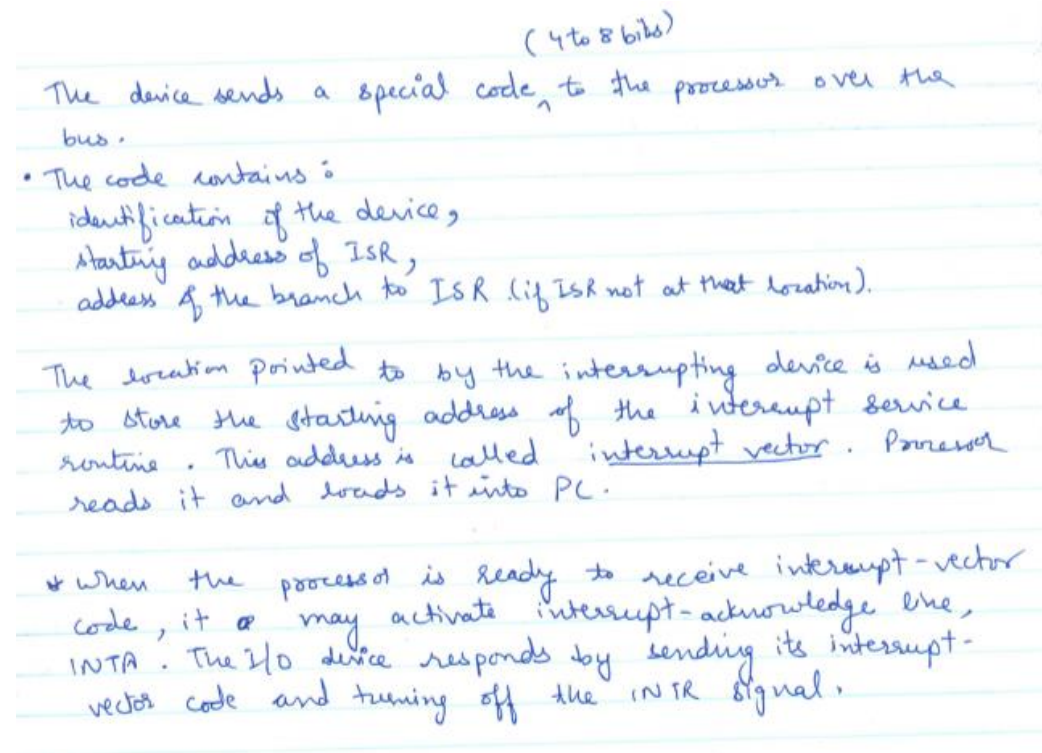 (4 to 8 bits)
The device sends a special code ^ to the processor over the
bus.
• The code contains :
identification of the device,
starting address of ISR,
address of the branch to ISR (if ISR not at that location).
The location pointed to by the interrupting device is used
to store the starting address of the interrupt service
routine. This address is called interrupt vector. Processor
reads it and loads it into PC.
* When the processor is ready to receive interrupt-vector
code, it may activate interrupt-acknowledge line,
INTA. The I/O device responds by sending its interrupt-
vector code and turning off the INTR signal.